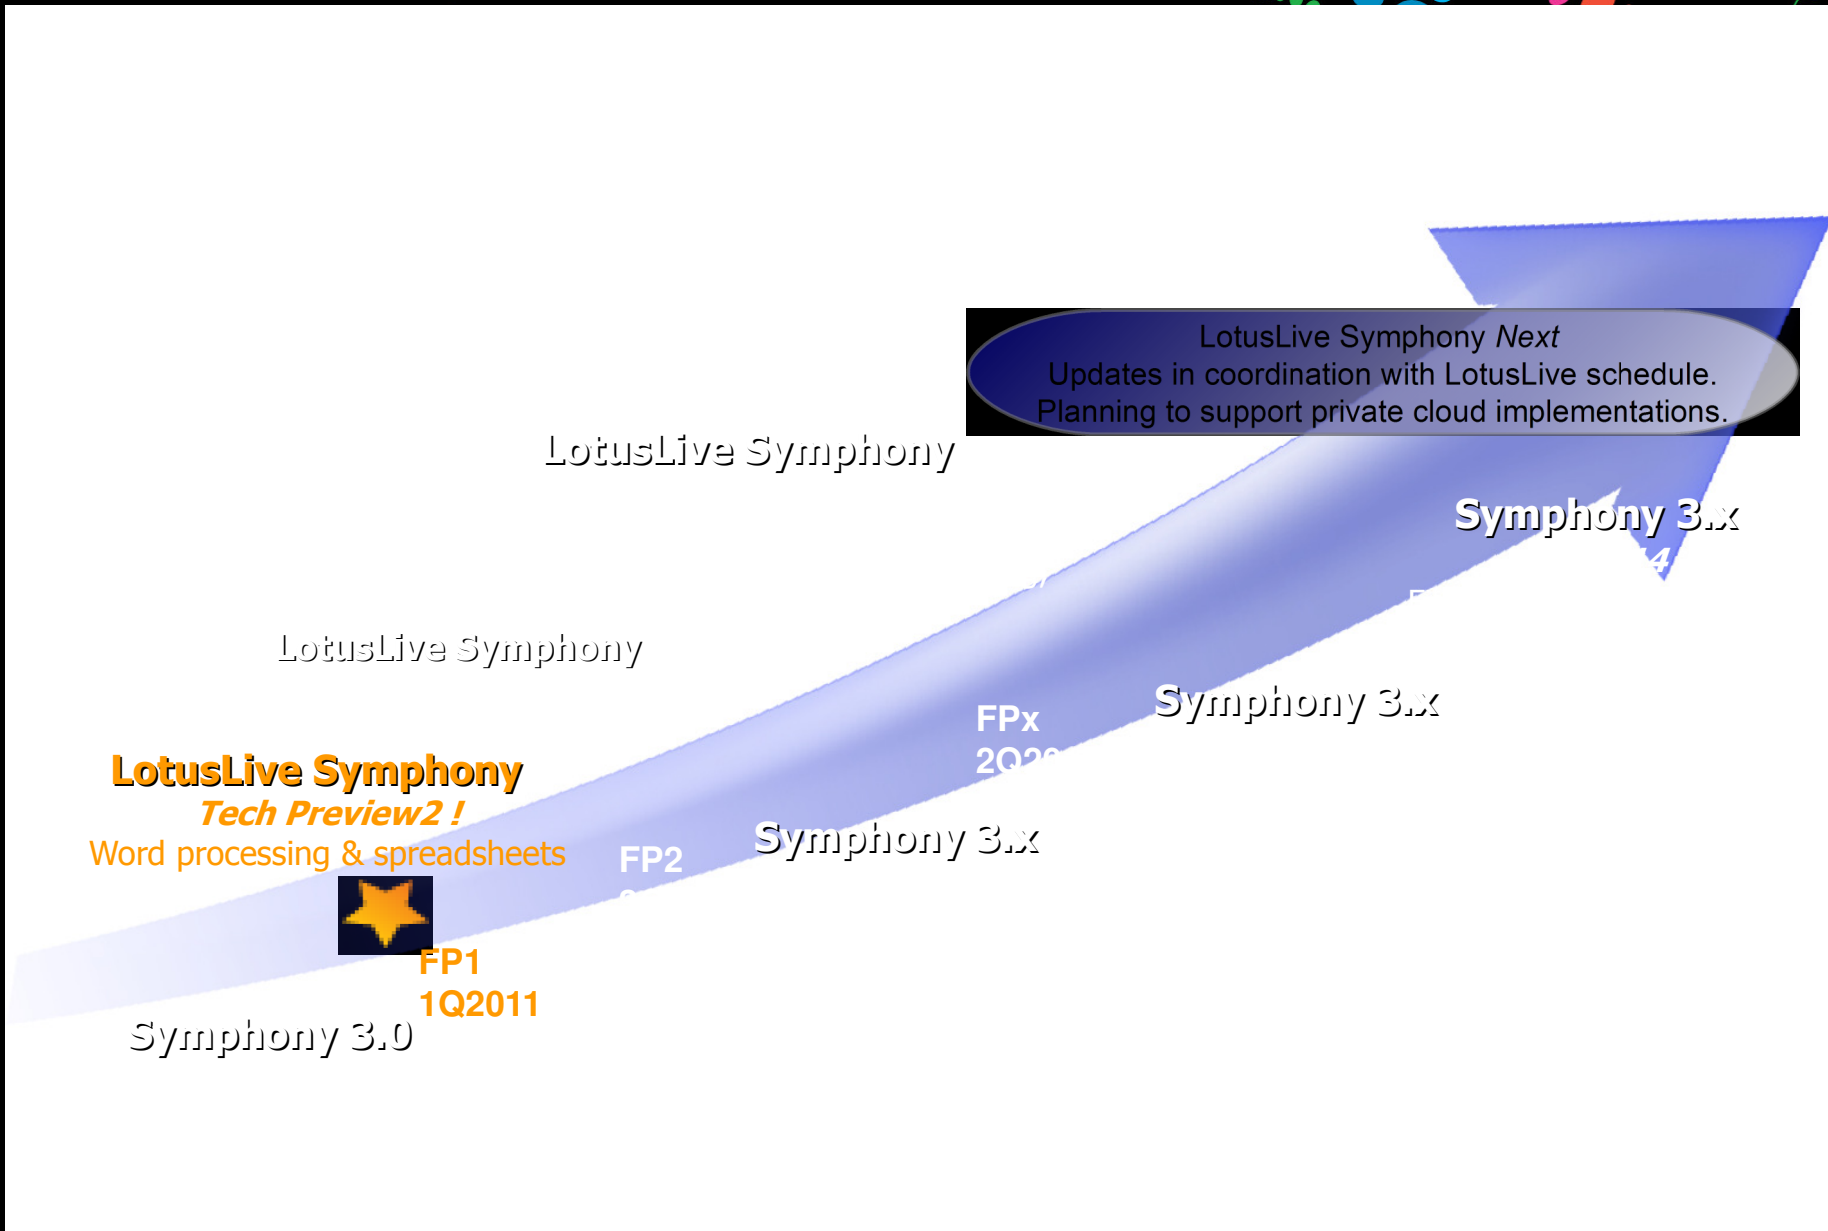 LotusLive Symphony Next
Updates in coordination with LotusLive schedule.
Planning to support private cloud implementations.
LotusLive Symphony
Symphony 3.x
LotusLive Symphony
Symphony 3.x
FPx
LotusLive Symphony
Tech Preview2 !
Word processing & spreadsheets
Symphony 3.x
FP2
FP1
1Q2011
Symphony 3.0